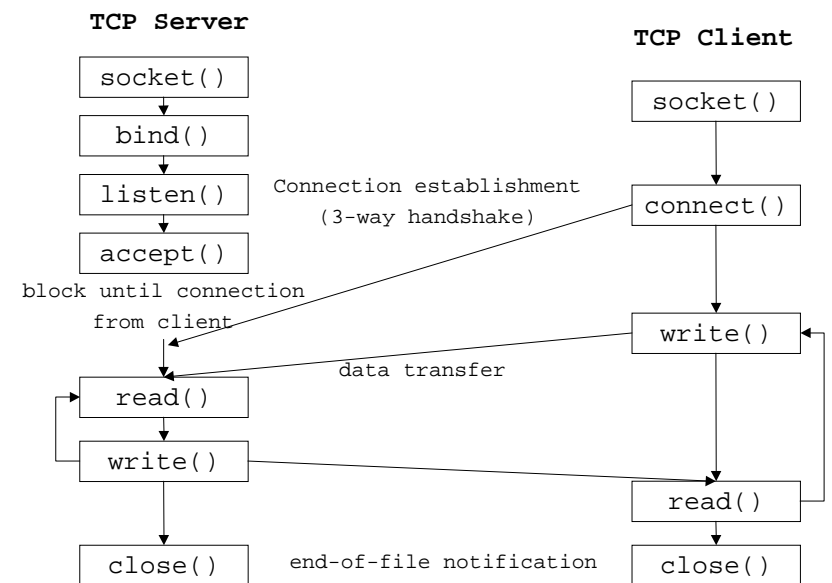 TCP Server
TCP Client
socket()
socket()
bind()
listen()
Connection establishment
(3-way handshake)
connect()
accept()
block until connection
from client
write()
data transfer
read()
write()
read()
close()
end-of-file notification
close()